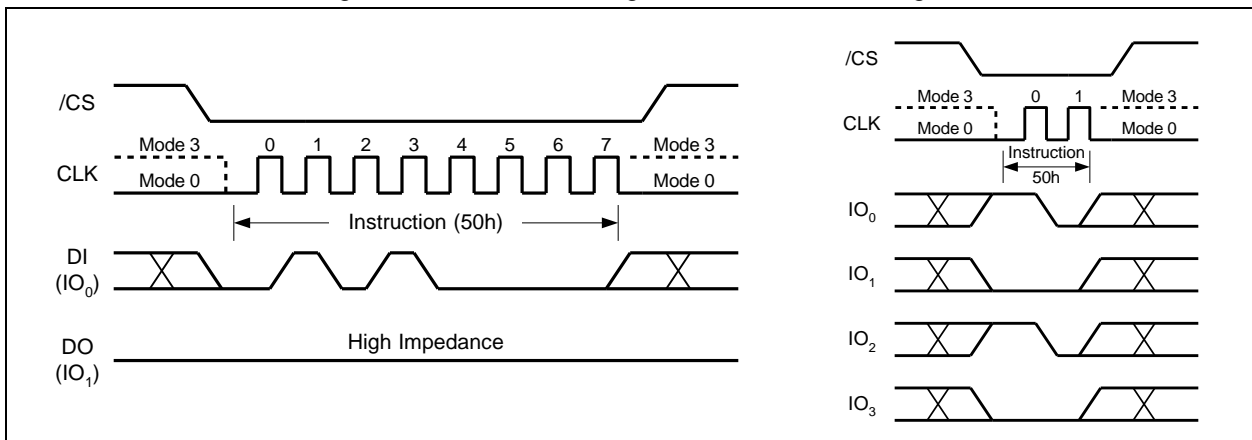 /CS
Mode 3
0
1
2
3
4
5
6
7
Mode 3
CLK
Mode 0
Mode 0
Instruction (50h)
DI
(IO0)
DO
(IO1)
High Impedance
/CS
Mode 3
0
1
Mode 3
CLK
Mode 0
Mode 0
Instruction
50h
IO0
IO1
IO2
IO3